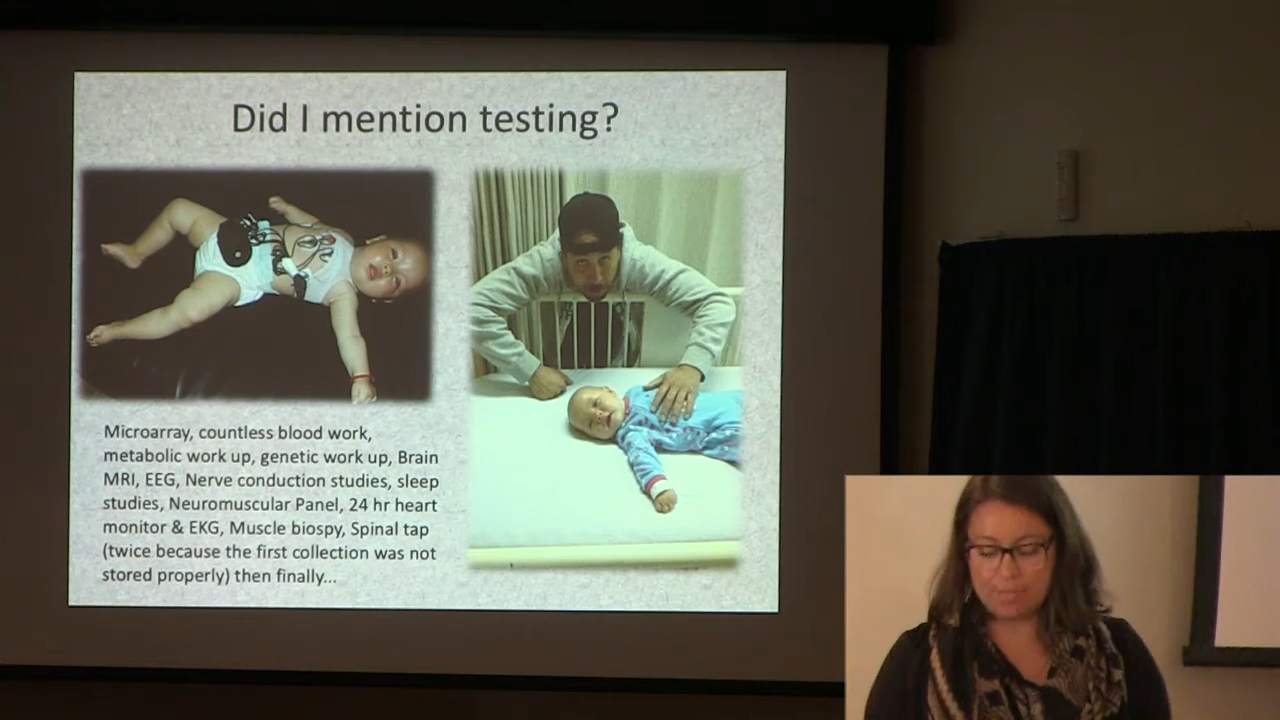 Did I mention testing?
Microarray, countless blood work,
metabolic work up, genetic work up, Brain
MRI, EEG, Nerve conduction studies, sleep
studies, Neuromuscular Panel, 24 hr heart
monitor & EKG, Muscle biospy, Spinal tap
(twice because the first collection was not
stored properly) then finally...